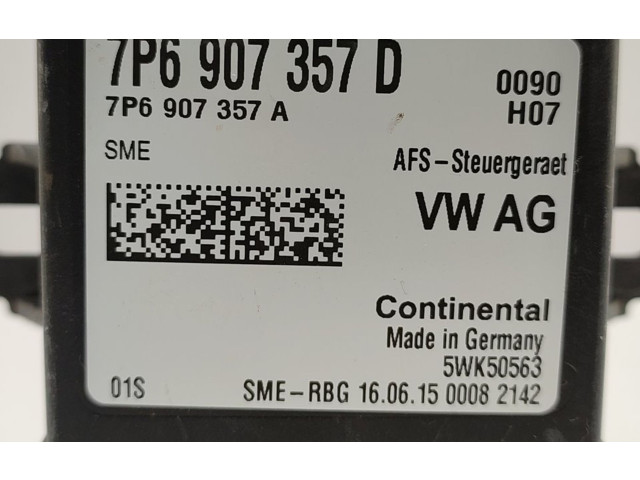 7P6 907 357 D
0090
7P6 907 357 A
H07
SME
AFS-Steuergeraet
VW AG
Continental
Made in Germany
5WK50563
01S SME-RBG 16.06.15 0008 2142